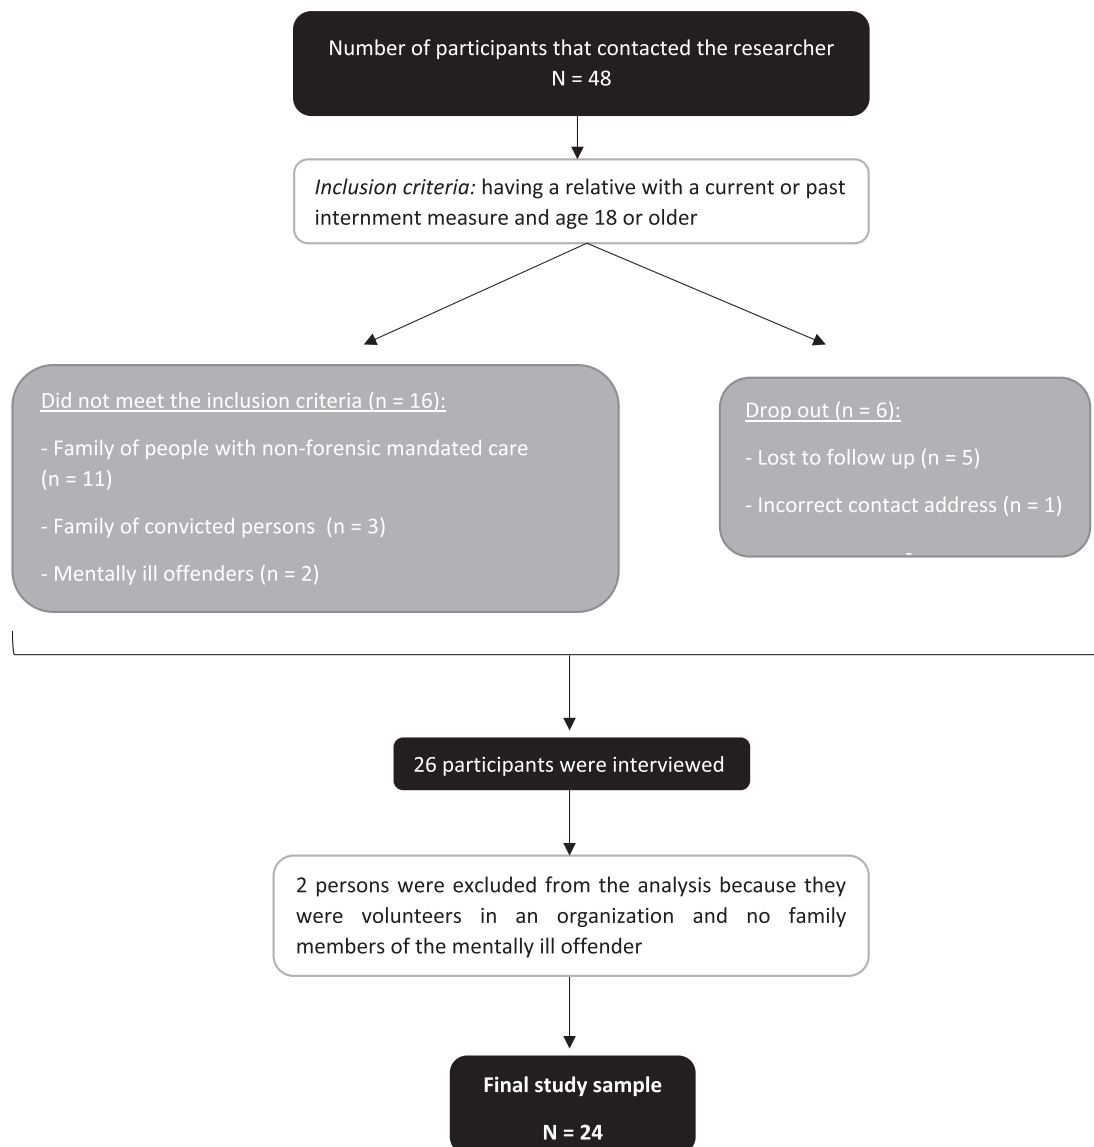 Number of participants that contacted the researcher
N = 48
Inclusion criteria: having a relative with a current or past
internment measure and age 18 or older
Did not meet the inclusion criteria (n = 16):
- Family of people with non-forensic mandated care
(n = 11)
- Family of convicted persons  (n = 3)
- Mentally ill offenders (n = 2)
Drop out (n = 6):
- Lost to follow up (n = 5)
- Incorrect contact address (n = 1)
-
26 participants were interviewed
2 persons were excluded from the analysis because they
were volunteers in an organization and no family
members of the mentally ill offender
Final study sample
N = 24